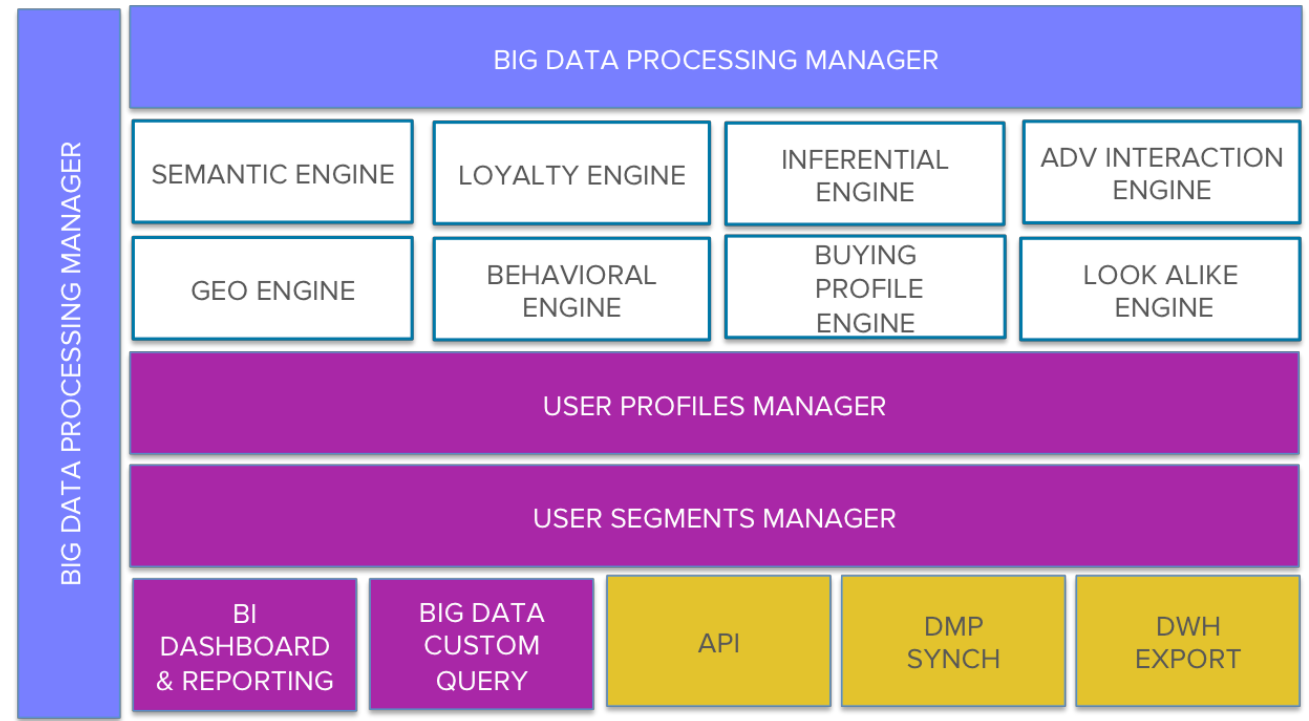 BIG DATA PROCESSING MANAGER
BIG DATA PROCESSING MANAGER
SEMANTIC ENGINE
LOYALTY ENGINE
INFERENTIAL
ENGINE
ADV INTERACTION
ENGINE
GEO ENGINE
BEHAVIORAL
ENGINE
BUYING
PROFILE
ENGINE
LOOK ALIKE
ENGINE
USER PROFILES MANAGER
USER SEGMENTS MANAGER
BI
DASHBOARD
& REPORTING
BIG DATA
CUSTOM
QUERY
API
DMP
SYNCH
DWH
EXPORT